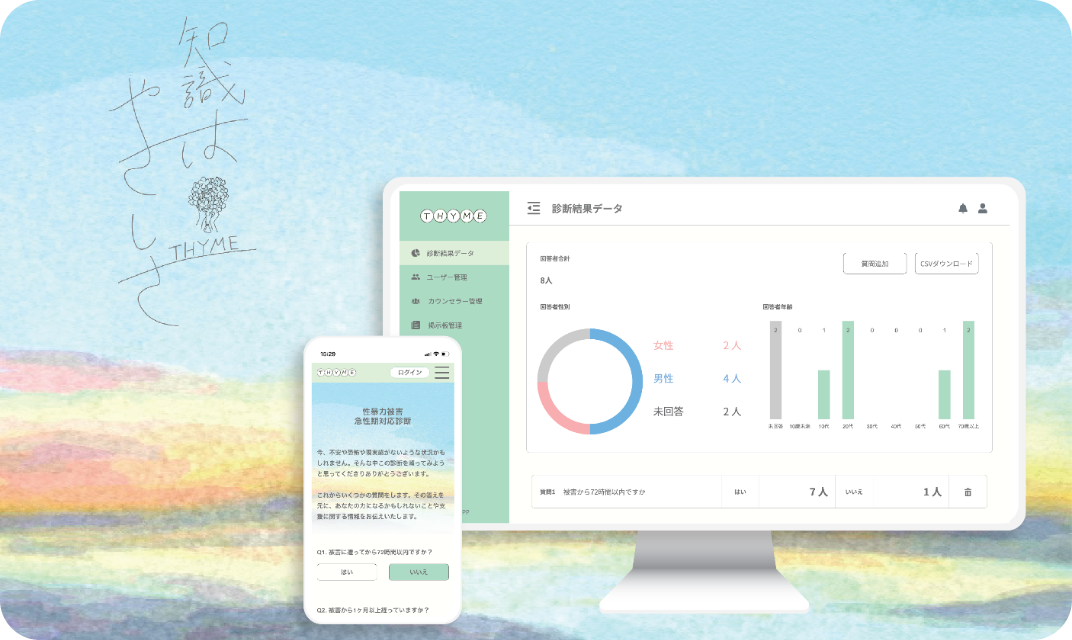 知識は
やさしさ
THYME
THYME
診断結果データ
ユーザー管理
カウンセラー管理
掲示板管理
診断結果データ
回答者合計
8人
質問追加
CSVダウンロード
回答者性別
女性 2 人
男性 4 人
未回答 2 人
回答者年齢
2 0 1 2 0 0 0 1 2
未回答 10歳未満 10代 20代 30代 40代 50代 60代 70歳以上
質問1 被害から72時間以内ですか はい 7 人 いいえ 1 人
15:29
THYME
ログイン
性暴力被害
急性期対応診断
今、不安や恐怖や現実感がないような状況かも
しれません。そんな中この診断を編ってみよう
と思ってくださりありがとうございます。
これからいくつかの質問をします。その答えを
元に、あなたの力になるかもしれないことや支
援に関する情報をお伝えいたします。
Q1. 被害に遭ってから72時間以内ですか？
はい
いいえ
Q2. 被害から1ヶ月以上経っていますか？